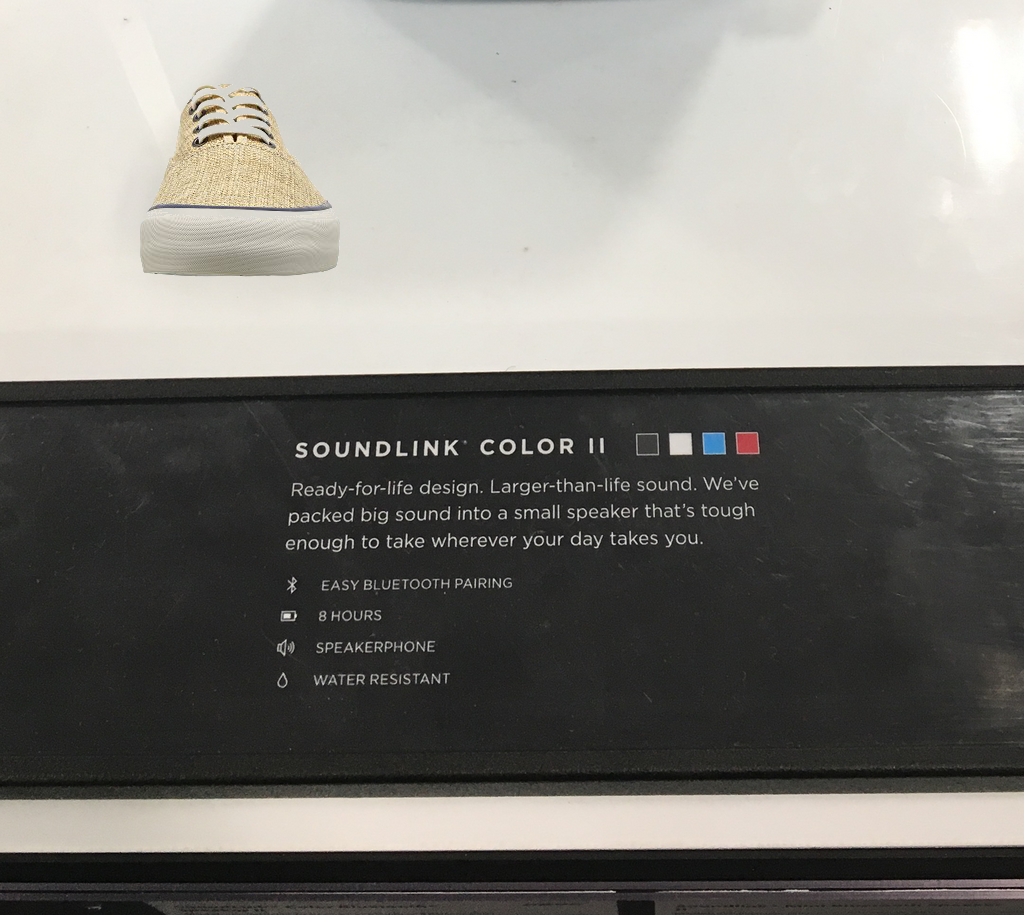 SOUNDLINK® COLOR II
Ready-for-life design. Larger-than-life sound. We've
packed big sound into a small speaker that's tough
enough to take wherever your day takes you.
EASY BLUETOOTH PAIRING
8 HOURS
SPEAKERPHONE
WATER RESISTANT